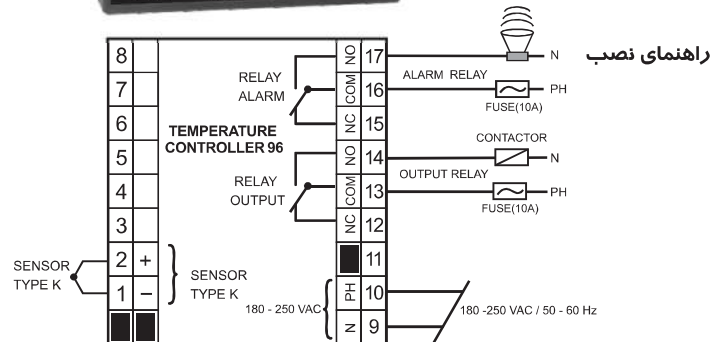 راهنمای نصب
8
7
6
5
4
3
2 +
1 –
SENSOR
TYPE K
SENSOR
TYPE K
TEMPERATURE
CONTROLLER 96
RELAY
ALARM
RELAY
OUTPUT
180 - 250 VAC
NO 17
COM 16
NC 15
NO 14
COM 13
NC 12
11
PH 10
N 9
N
ALARM RELAY
PH
FUSE(10A)
CONTACTOR
N
OUTPUT RELAY
PH
FUSE(10A)
180 -250 VAC / 50 - 60 Hz